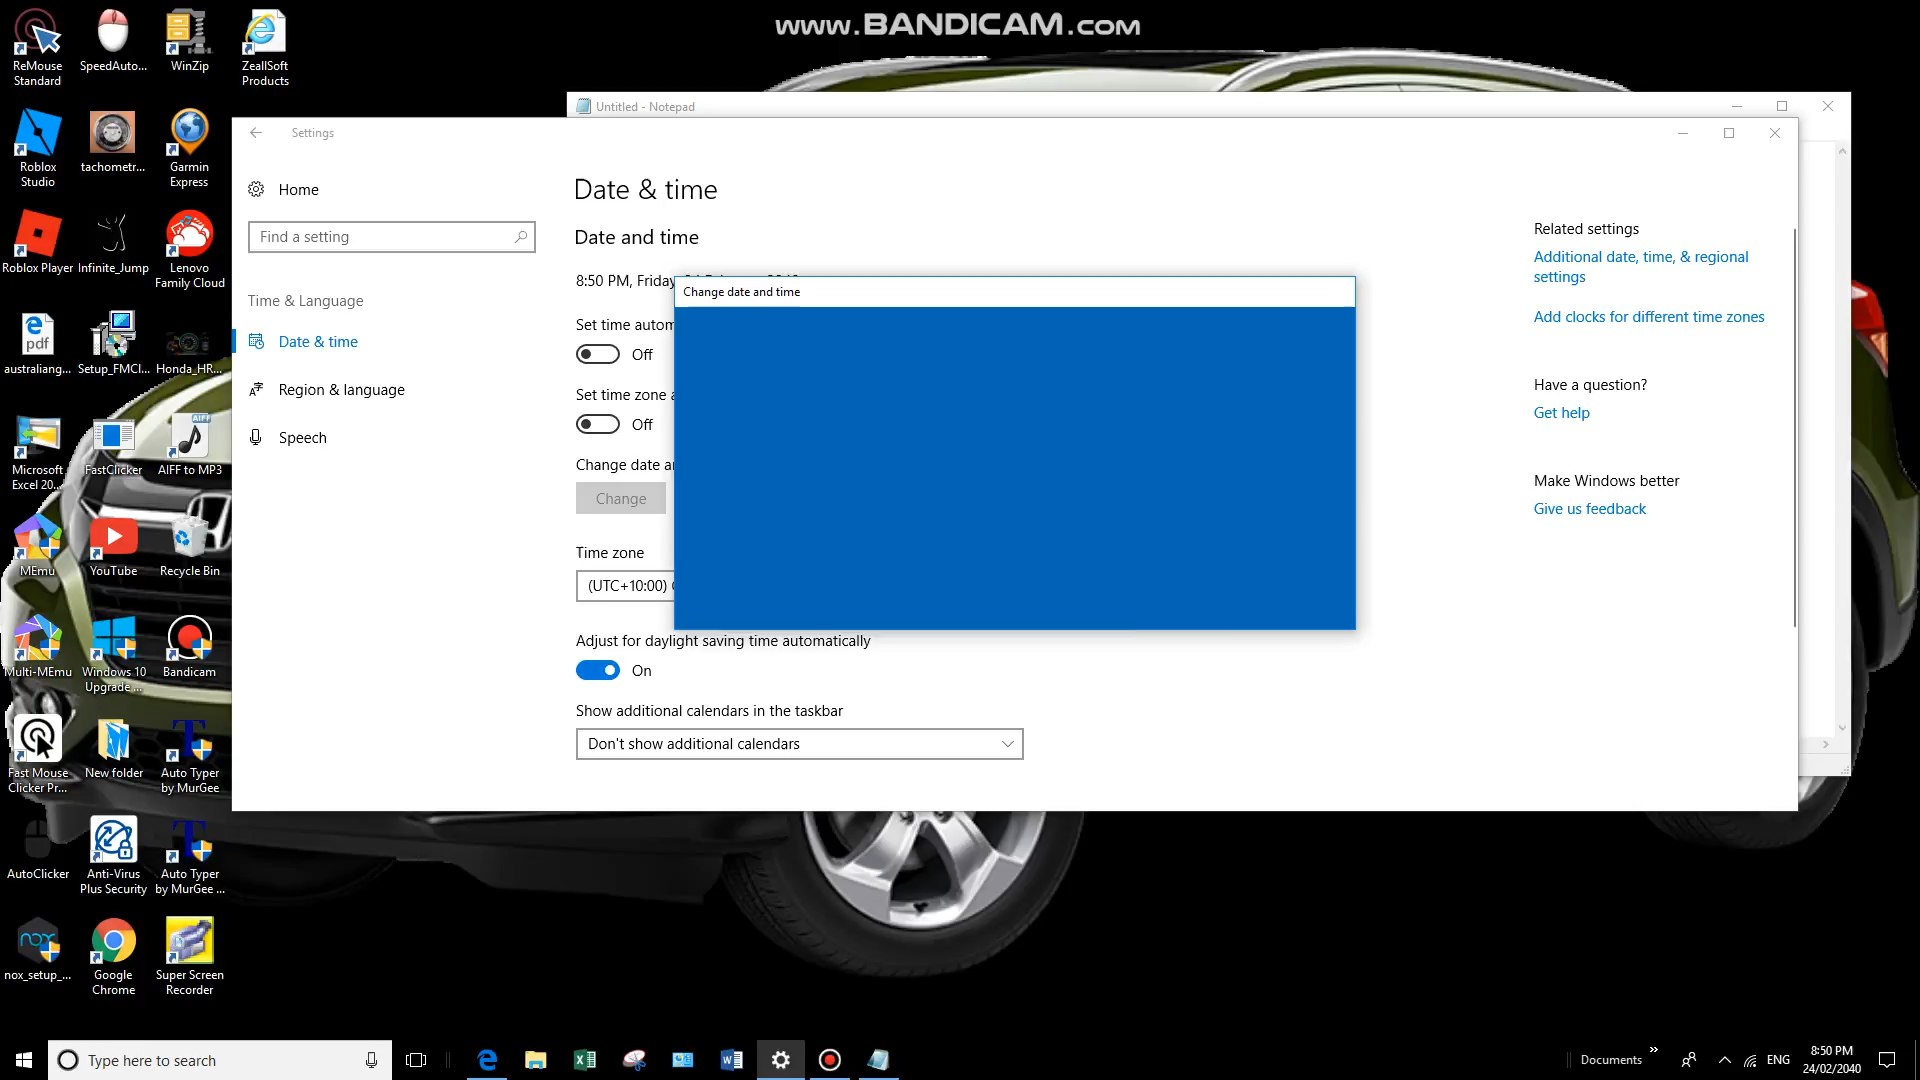 www.BANDICAM.com
ReMouse
Standard
SpeedAuto...
WinZip
ZeallSoft
Products
Roblox
Studio
tachometr...
Garmin
Express
Roblox Player
Infinite_Jump
Lenovo
Family Cloud
pdf
australiang...
Setup_FMCl...
Honda_HR...
Microsoft
Excel 20...
FastClicker
AIFF
AIFF to MP3
MEmu
YouTube
Recycle Bin
Multi-MEmu
Windows 10
Upgrade ...
Bandicam
Fast Mouse
Clicker Pr...
New folder
Auto Typer
by MurGee
AutoClicker
Anti-Virus
Plus Security
Auto Typer
by MurGee ...
nox
nox_setup_...
Google
Chrome
Super Screen
Recorder
Untitled - Notepad
Settings
Home
Find a setting
Time & Language
Date & time
Region & language
Speech
Date & time
Date and time
8:50 PM, Friday
Set time autom
Off
Set time zone a
Off
Change date a
Change
Time zone
(UTC+10:00)
Adjust for daylight saving time automatically
On
Show additional calendars in the taskbar
Don't show additional calendars
Change date and time
Related settings
Additional date, time, & regional
settings
Add clocks for different time zones
Have a question?
Get help
Make Windows better
Give us feedback
Type here to search
Documents
ENG
8:50 PM
24/02/2040